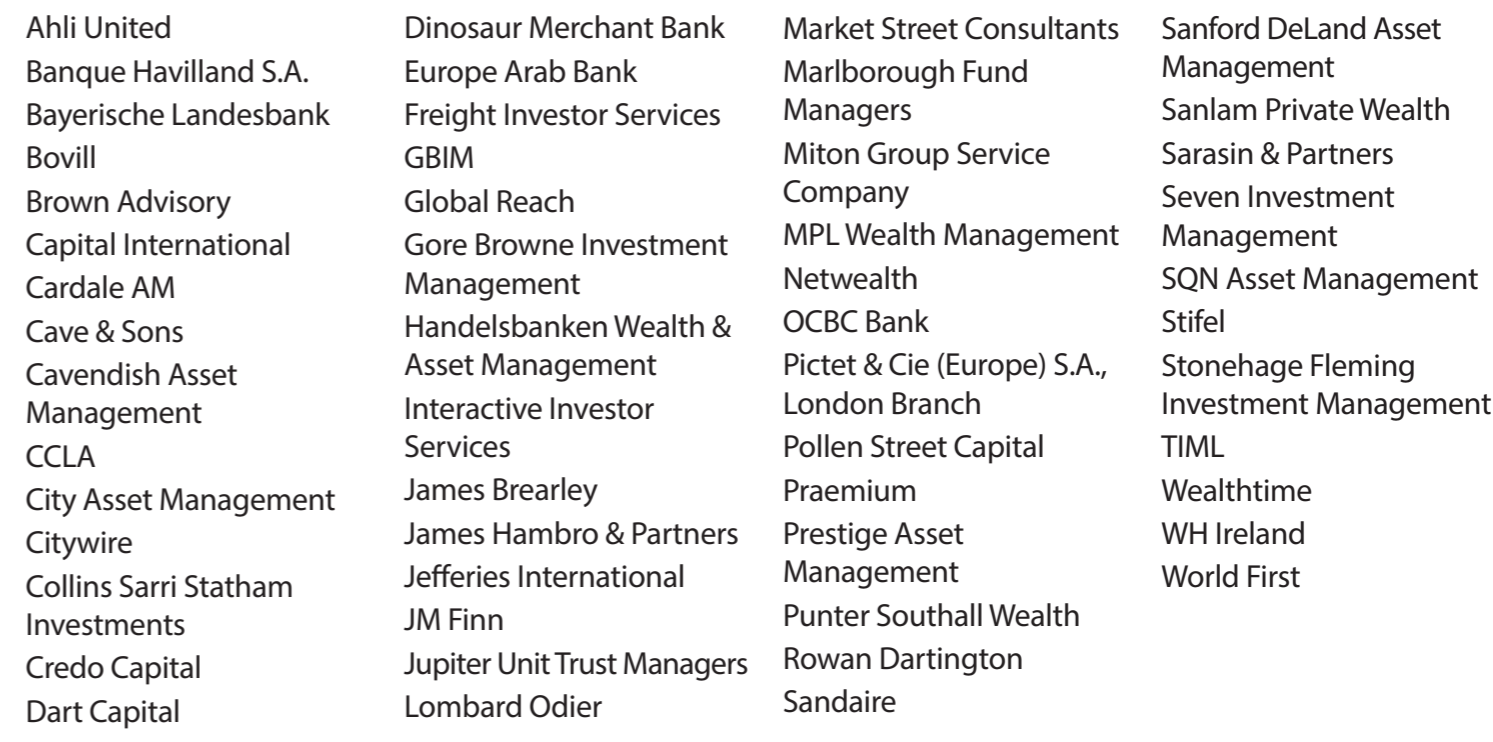 Ahli United
Banque Havilland S.A.
Bayerische Landesbank
Bovill
Brown Advisory
Capital International
Cardale AM
Cave & Sons
Cavendish Asset
Management
CCLA
City Asset Management
Citywire
Collins Sarri Statham
Investments
Credo Capital
Dart Capital
Dinosaur Merchant Bank
Europe Arab Bank
Freight Investor Services
GBIM
Global Reach
Gore Browne Investment
Management
Handelsbanken Wealth &
Asset Management
Interactive Investor
Services
James Brearley
James Hambro & Partners
Jefferies International
JM Finn
Jupiter Unit Trust Managers
Lombard Odier
Market Street Consultants
Marlborough Fund
Managers
Miton Group Service
Company
MPL Wealth Management
Netwealth
OCBC Bank
Pictet & Cie (Europe) S.A.,
London Branch
Pollen Street Capital
Praemium
Prestige Asset
Management
Punter Southall Wealth
Rowan Dartington
Sandaire
Sanford DeLand Asset
Management
Sanlam Private Wealth
Sarasin & Partners
Seven Investment
Management
SQN Asset Management
Stifel
Stonehage Fleming
Investment Management
TIML
Wealthtime
WH Ireland
World First